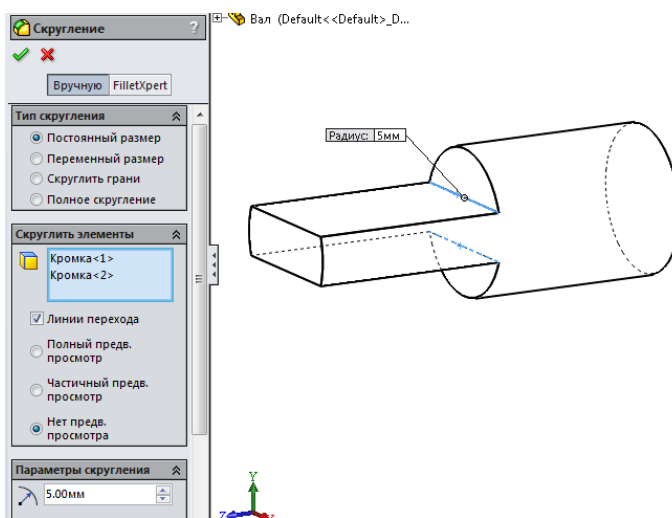 Скругление ?
Вал (Default<<Default>_D...
Вручную FilletXpert
Тип скругления
Постоянный размер
Переменный размер
Скруглить грани
Полное скругление
Радиус: 5мм
Скруглить элементы
Кромка<1>
Кромка<2>
Линии перехода
Полный предв.
просмотр
Частичный предв.
просмотр
Нет предв.
просмотра
Параметры скругления
5.00мм
Y
Z
X